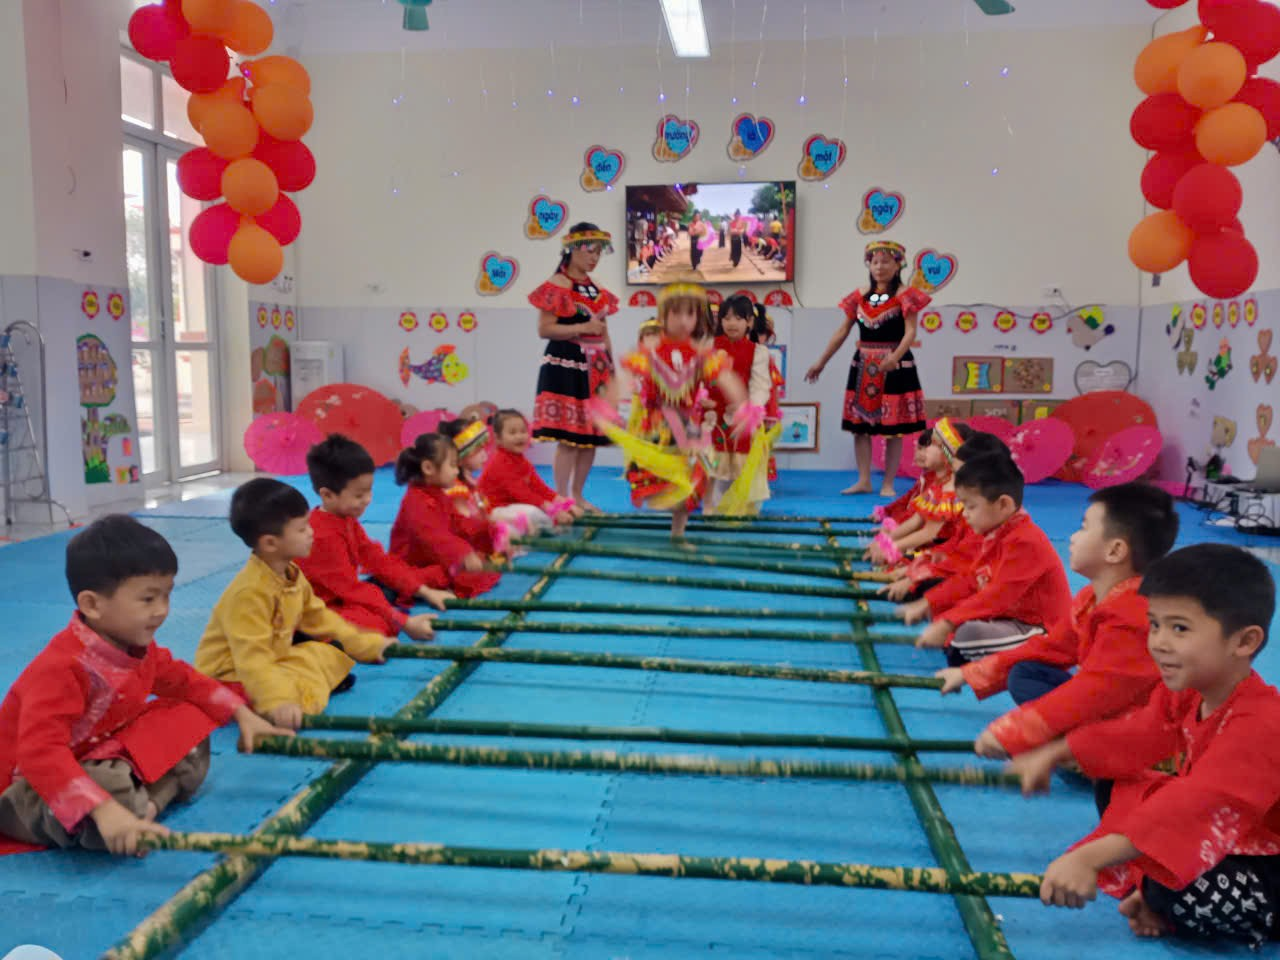 Mỗi
ngày
đến
trường
là
một
ngày
vui